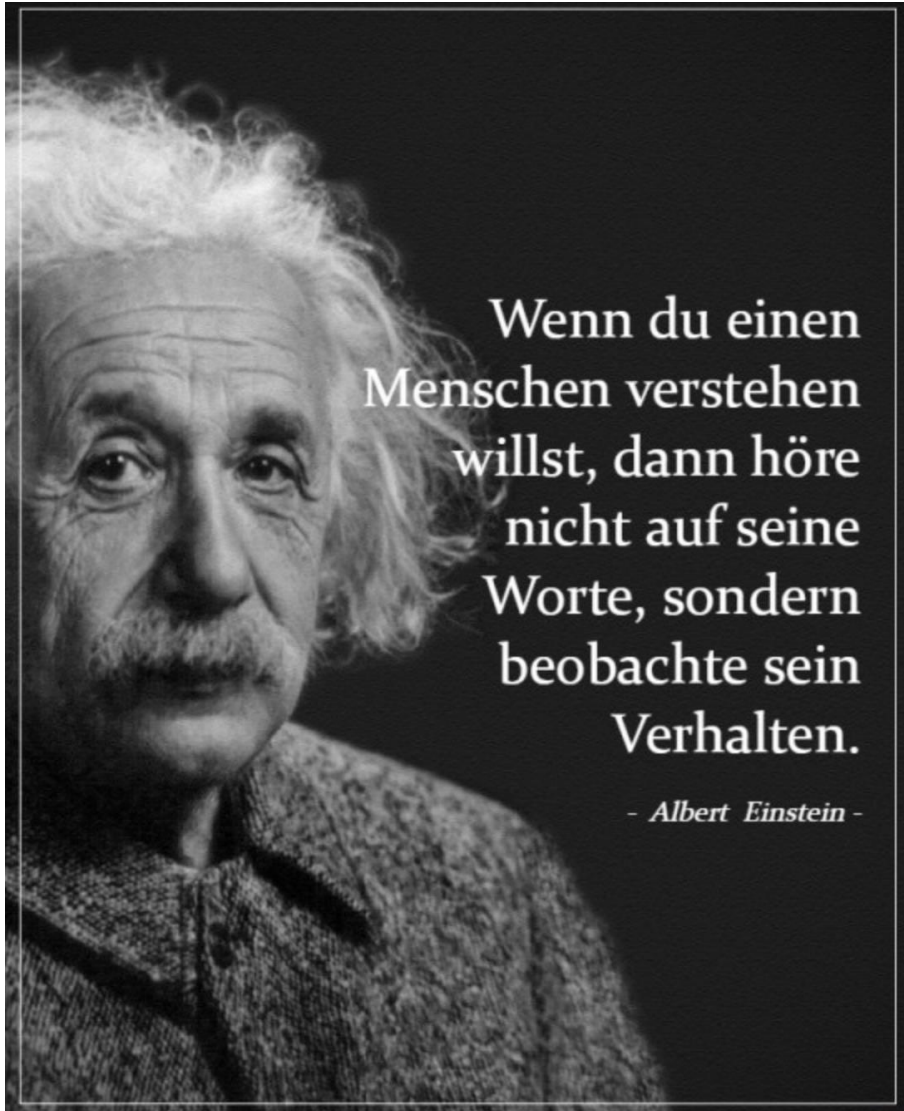 Wenn du einen
Menschen verstehen
willst, dann höre
nicht auf seine
Worte, sondern
beobachte sein
Verhalten.
- Albert Einstein -